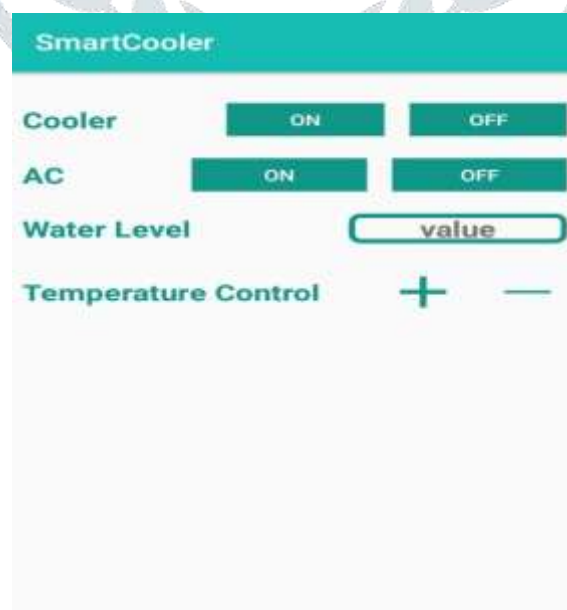 SmartCooler
Cooler ON OFF
AC ON OFF
Water Level value
Temperature Control + —